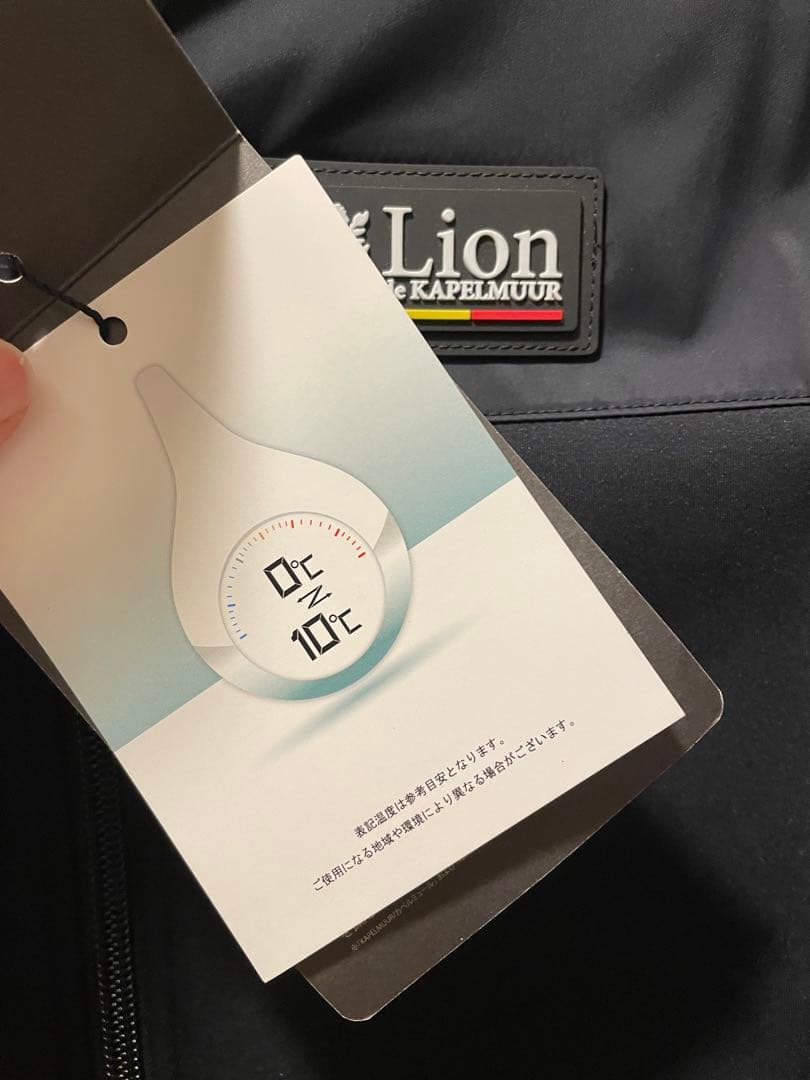 Lion
de KAPELMUUR
0℃
10℃
表記温度は参考目安となります。
ご使用になる地域や環境により異なる場合がございます。